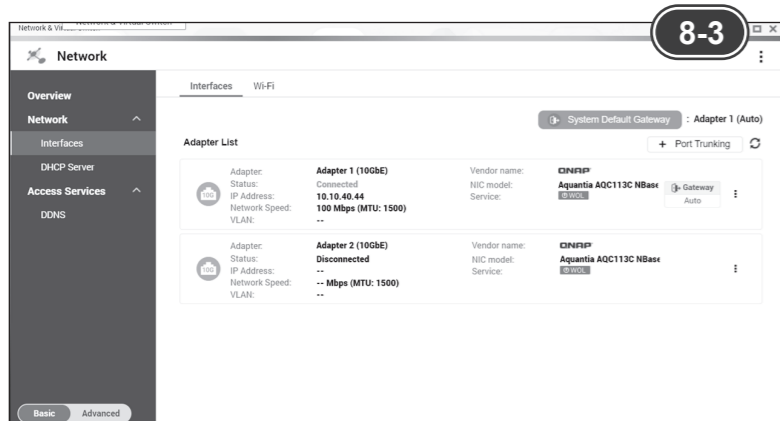 8-3
Network
Overview
Network
Interfaces
DHCP Server
Access Services
DDNS
Basic Advanced
Interfaces Wi-Fi
System Default Gateway : Adapter 1 (Auto)
Adapter List
+ Port Trunking
10G
Adapter: Adapter 1 (10GbE) Vendor name: QNAP
Status: Connected NIC model: Aquantia AQC113C NBase
IP Address: 10.10.40.44 Service: WOL
Network Speed: 100 Mbps (MTU: 1500)
VLAN: --
Gateway
Auto
10G
Adapter: Adapter 2 (10GbE) Vendor name: QNAP
Status: Disconnected NIC model: Aquantia AQC113C NBase
IP Address: -- Service: WOL
Network Speed: -- Mbps (MTU: 1500)
VLAN: --